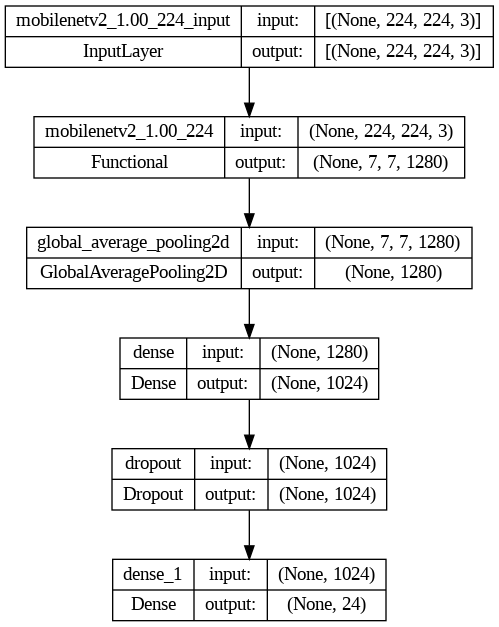 mobilenetv2_1.00_224_input input: [(None, 224, 224, 3)]
InputLayer output: [(None, 224, 224, 3)]
mobilenetv2_1.00_224 input: (None, 224, 224, 3)
Functional output: (None, 7, 7, 1280)
global_average_pooling2d input: (None, 7, 7, 1280)
GlobalAveragePooling2D output: (None, 1280)
dense input: (None, 1280)
Dense output: (None, 1024)
dropout input: (None, 1024)
Dropout output: (None, 1024)
dense_1 input: (None, 1024)
Dense output: (None, 24)